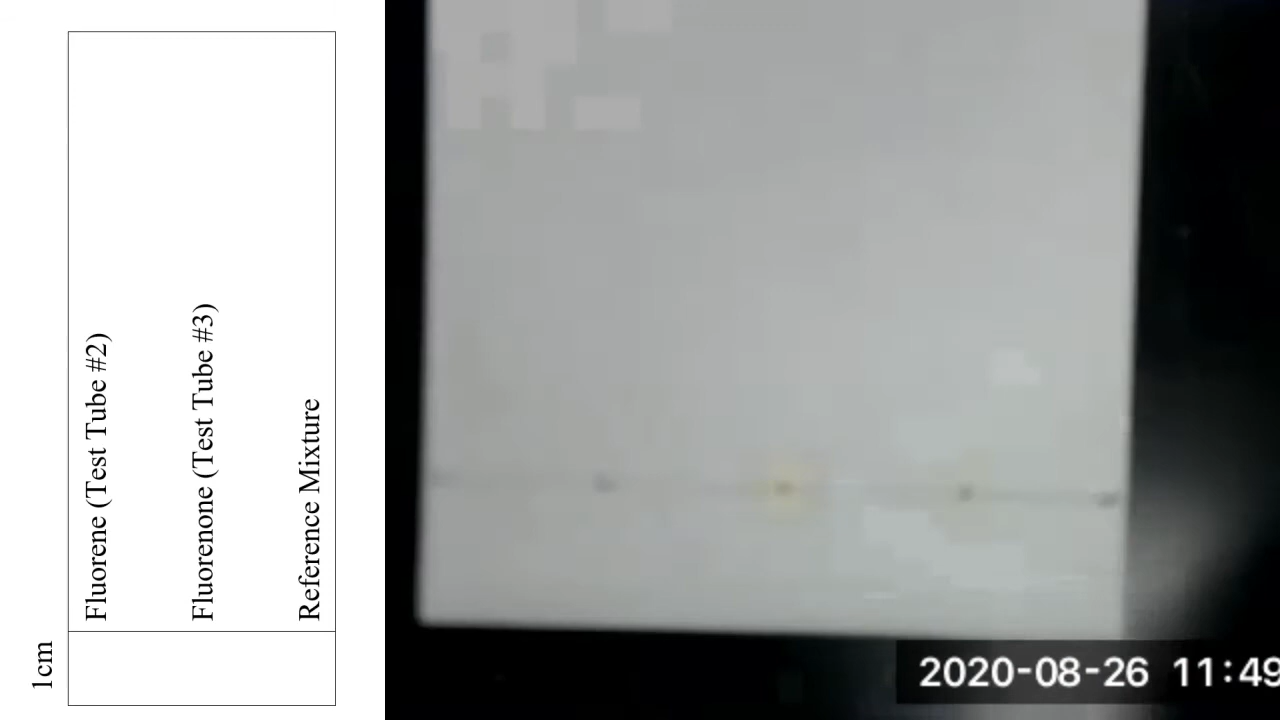 Fluorene (Test Tube #2)
Fluorenone (Test Tube #3)
Reference Mixture
1cm
2020-08-26 11:49